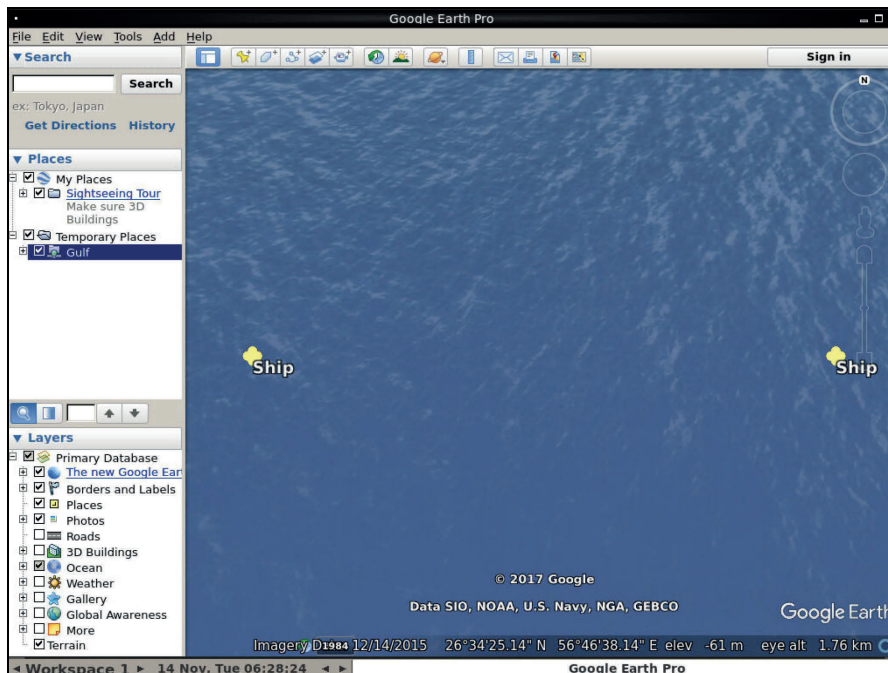 Google Earth Pro
File Edit View Tools Add Help
Search
Sign in
Search
ex: Tokyo, Japan
Get Directions History
Places
My Places
Sightseeing Tour
Make sure 3D
Buildings
Temporary Places
Gulf
N
Ship
Ship
Layers
Primary Database
The new Google Ear
Borders and Labels
Places
Photos
Roads
3D Buildings
Ocean
Weather
Gallery
Global Awareness
More
Terrain
© 2017 Google
Data SIO, NOAA, U.S. Navy, NGA, GEBCO
Google Earth
Imagery D 1984 12/14/2015 26°34'25.14" N 56°46'38.14" E elev -61 m eye alt 1.76 km
Workspace 1 14 Nov, Tue 06:28:24 Google Earth Pro